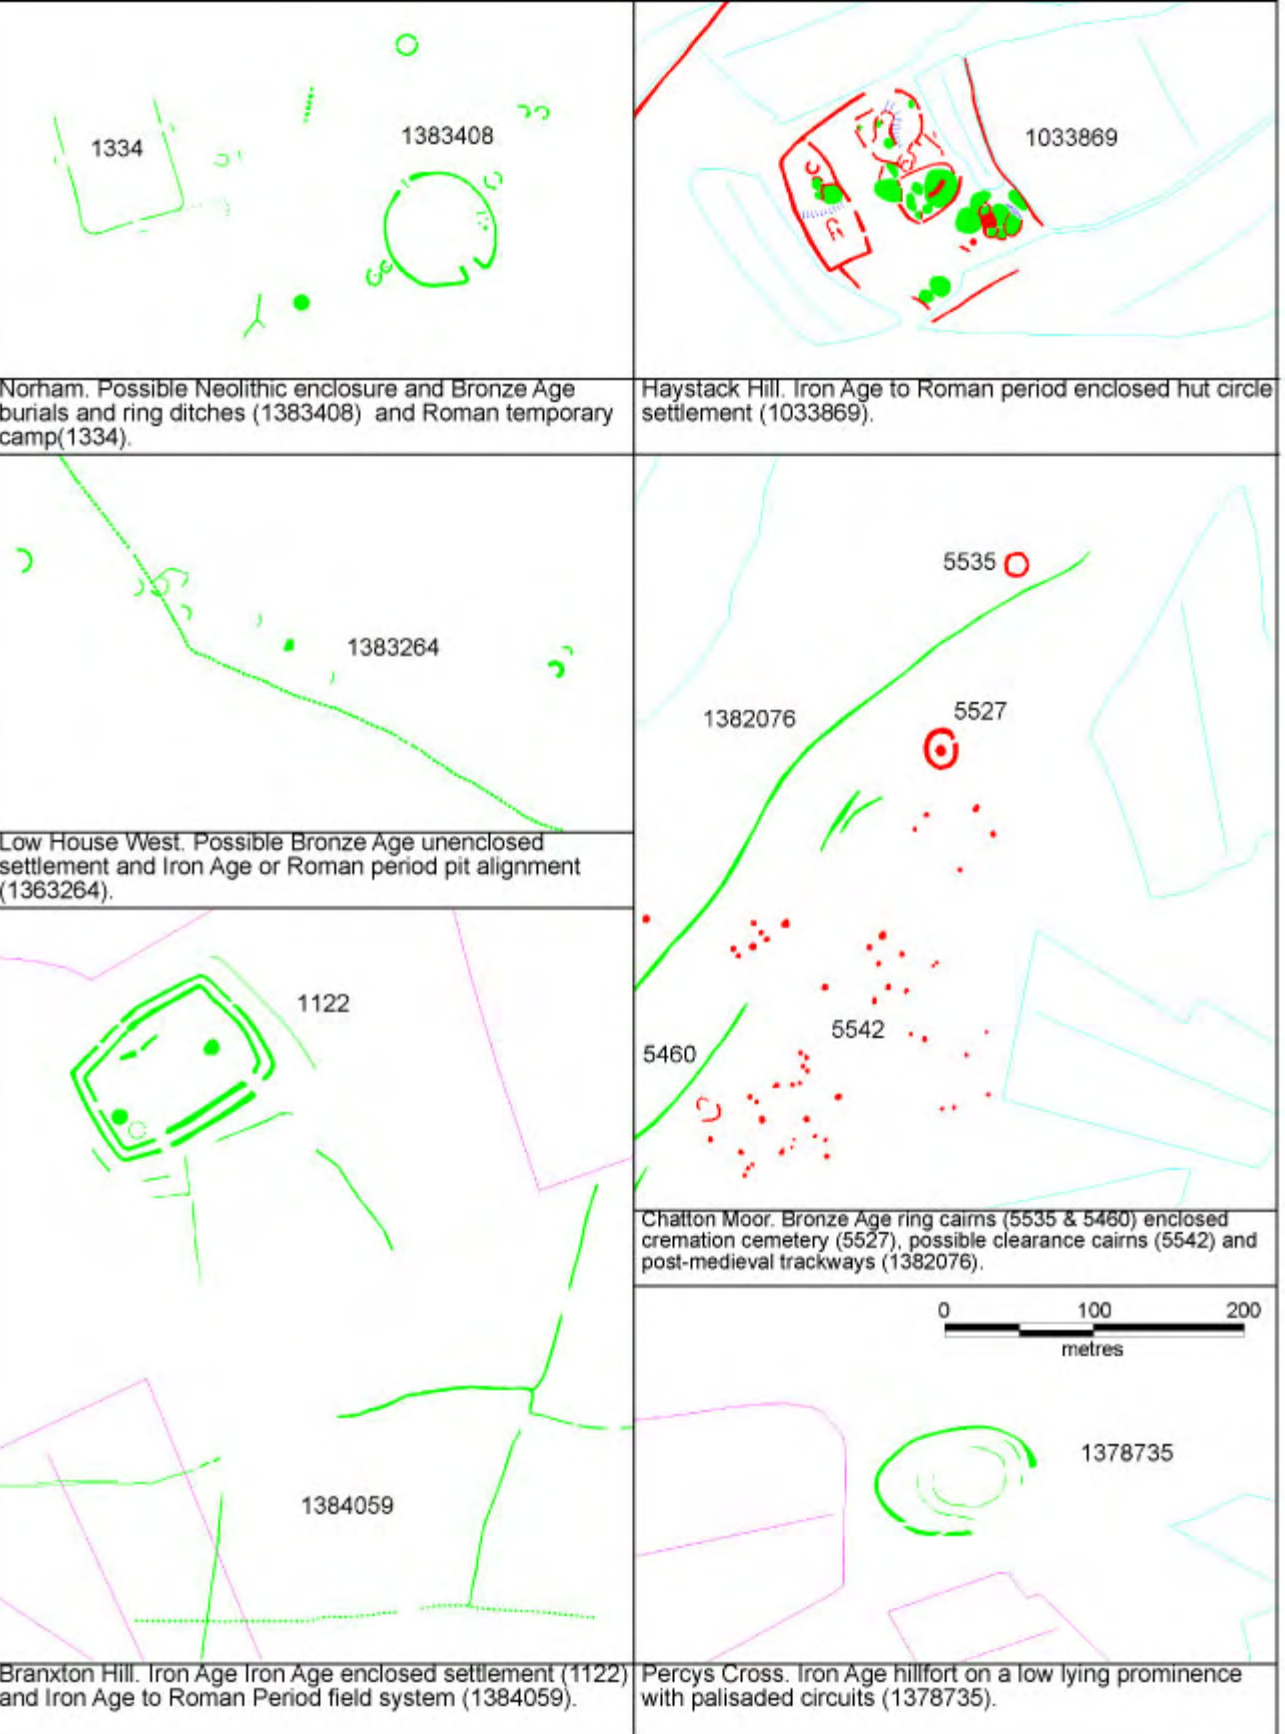 1334
1383408
Norham. Possible Neolithic enclosure and Bronze Age
burials and ring ditches (1383408) and Roman temporary
camp(1334).
1033869
Haystack Hill. Iron Age to Roman period enclosed hut circle
settlement (1033869).
1383264
Low House West. Possible Bronze Age unenclosed
settlement and Iron Age or Roman period pit alignment
(1363264).
5535
1382076
5527
5542
5460
Chatton Moor. Bronze Age ring cairns (5535 & 5460) enclosed
cremation cemetery (5527), possible clearance cairns (5542) and
post-medieval trackways (1382076).
1122
1384059
Branxton Hill. Iron Age Iron Age enclosed settlement (1122)
and Iron Age to Roman Period field system (1384059).
0 100 200
metres
1378735
Percys Cross. Iron Age hillfort on a low lying prominence
with palisaded circuits (1378735).